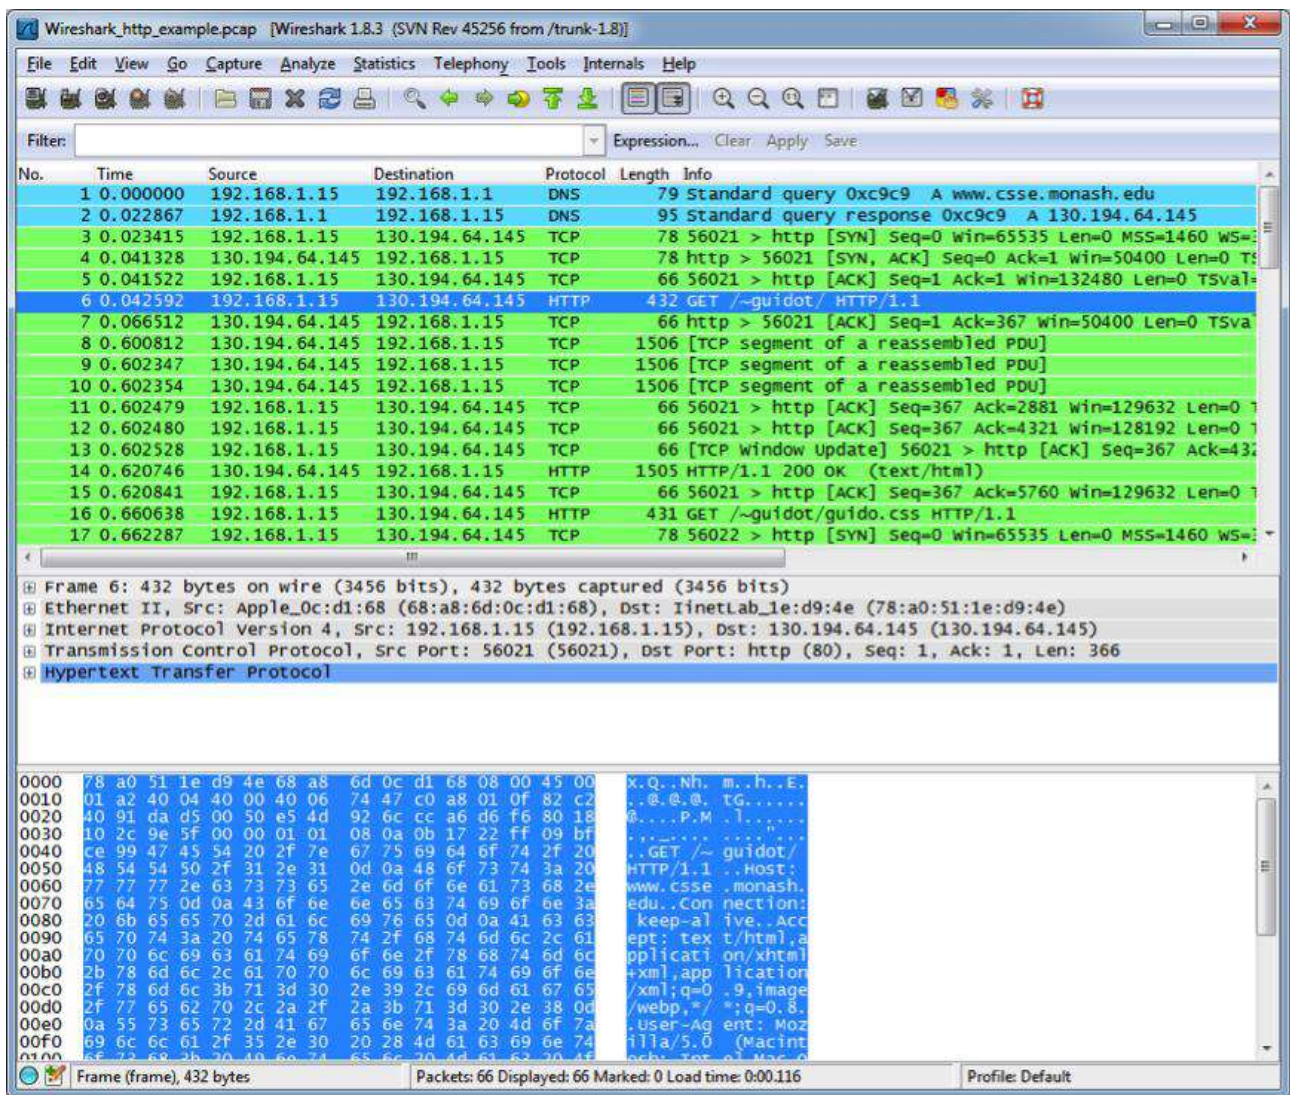 Wireshark_http_example.pcap [Wireshark 1.8.3 (SVN Rev 45256 from /trunk-1.8)]
File Edit View Go Capture Analyze Statistics Telephony Tools Internals Help
Filter: Expression... Clear Apply Save
No. Time Source Destination Protocol Length Info
1 0.000000 192.168.1.15 192.168.1.1 DNS 79 Standard query 0xc9c9 A www.csse.monash.edu
2 0.022867 192.168.1.1 192.168.1.15 DNS 95 Standard query response 0xc9c9 A 130.194.64.145
3 0.023415 192.168.1.15 130.194.64.145 TCP 78 56021 > http [SYN] Seq=0 Win=65535 Len=0 MSS=1460 WS=
4 0.041328 130.194.64.145 192.168.1.15 TCP 78 http > 56021 [SYN, ACK] Seq=0 Ack=1 Win=50400 Len=0 TS
5 0.041522 192.168.1.15 130.194.64.145 TCP 66 56021 > http [ACK] Seq=1 Ack=1 Win=132480 Len=0 TSval=
6 0.042592 192.168.1.15 130.194.64.145 HTTP 432 GET /~guidot/ HTTP/1.1
7 0.066512 130.194.64.145 192.168.1.15 TCP 66 http > 56021 [ACK] Seq=1 Ack=367 Win=50400 Len=0 TSva
8 0.600812 130.194.64.145 192.168.1.15 TCP 1506 [TCP segment of a reassembled PDU]
9 0.602347 130.194.64.145 192.168.1.15 TCP 1506 [TCP segment of a reassembled PDU]
10 0.602354 130.194.64.145 192.168.1.15 TCP 1506 [TCP segment of a reassembled PDU]
11 0.602479 192.168.1.15 130.194.64.145 TCP 66 56021 > http [ACK] Seq=367 Ack=2881 Win=129632 Len=0
12 0.602480 192.168.1.15 130.194.64.145 TCP 66 56021 > http [ACK] Seq=367 Ack=4321 Win=128192 Len=0
13 0.602528 192.168.1.15 130.194.64.145 TCP 66 [TCP Window Update] 56021 > http [ACK] Seq=367 Ack=432
14 0.620746 130.194.64.145 192.168.1.15 HTTP 1505 HTTP/1.1 200 OK (text/html)
15 0.620841 192.168.1.15 130.194.64.145 TCP 66 56021 > http [ACK] Seq=367 Ack=5760 Win=129632 Len=0
16 0.660638 192.168.1.15 130.194.64.145 HTTP 431 GET /~guidot/guido.css HTTP/1.1
17 0.662287 192.168.1.15 130.194.64.145 TCP 78 56022 > http [SYN] Seq=0 Win=65535 Len=0 MSS=1460 WS=
Frame 6: 432 bytes on wire (3456 bits), 432 bytes captured (3456 bits)
Ethernet II, Src: Apple_0c:d1:68 (68:a8:6d:0c:d1:68), Dst: IinetLab_1e:d9:4e (78:a0:51:1e:d9:4e)
Internet Protocol Version 4, Src: 192.168.1.15 (192.168.1.15), Dst: 130.194.64.145 (130.194.64.145)
Transmission Control Protocol, Src Port: 56021 (56021), Dst Port: http (80), Seq: 1, Ack: 1, Len: 366
Hypertext Transfer Protocol
0000 78 a0 51 1e d9 4e 68 a8 6d 0c d1 68 08 00 45 00 x.Q..Nh. m..h..E.
0010 01 a2 40 04 40 00 40 06 74 47 c0 a8 01 0f 82 c2 ..@.@.@. tG......
0020 40 91 da d5 00 50 e5 4d 92 6c cc a6 d6 f6 80 18 @....P.M .l......
0030 10 2c 9e 5f 00 00 01 01 08 0a 0b 17 22 ff 09 bf .,._.... ...."...
0040 ce 99 47 45 54 20 2f 7e 67 75 69 64 6f 74 2f 20 ..GET /~ guidot/
0050 48 54 54 50 2f 31 2e 31 0d 0a 48 6f 73 74 3a 20 HTTP/1.1 ..Host:
0060 77 77 77 2e 63 73 73 65 2e 6d 6f 6e 61 73 68 2e www.csse .monash.
0070 65 64 75 0d 0a 43 6f 6e 6e 65 63 74 69 6f 6e 3a edu..Con nection:
0080 20 6b 65 65 70 2d 61 6c 69 76 65 0d 0a 41 63 63 keep-al ive..Acc
0090 65 70 74 3a 20 74 65 78 74 2f 68 74 6d 6c 2c 61 ept: tex t/html,a
00a0 70 70 6c 69 63 61 74 69 6f 6e 2f 78 68 74 6d 6c pplicati on/xhtml
00b0 2b 78 6d 6c 2c 61 70 70 6c 69 63 61 74 69 6f 6e +xml,app lication
00c0 2f 78 6d 6c 3b 71 3d 30 2e 39 2c 69 6d 61 67 65 /xml;q=0 .9,image
00d0 2f 77 65 62 70 2c 2a 2f 2a 3b 71 3d 30 2e 38 0d /webp,*/ *;q=0.8.
00e0 0a 55 73 65 72 2d 41 67 65 6e 74 3a 20 4d 6f 7a .User-Ag ent: Moz
00f0 69 6c 6c 61 2f 35 2e 30 20 28 4d 61 63 69 6e 74 illa/5.0 (Macint
0100 6f 73 68 3b 20 49 6e 74 65 6c 20 4d 61 63 20 4f osh; Int el Mac O
Frame (frame), 432 bytes Packets: 66 Displayed: 66 Marked: 0 Load time: 0:00.116 Profile: Default